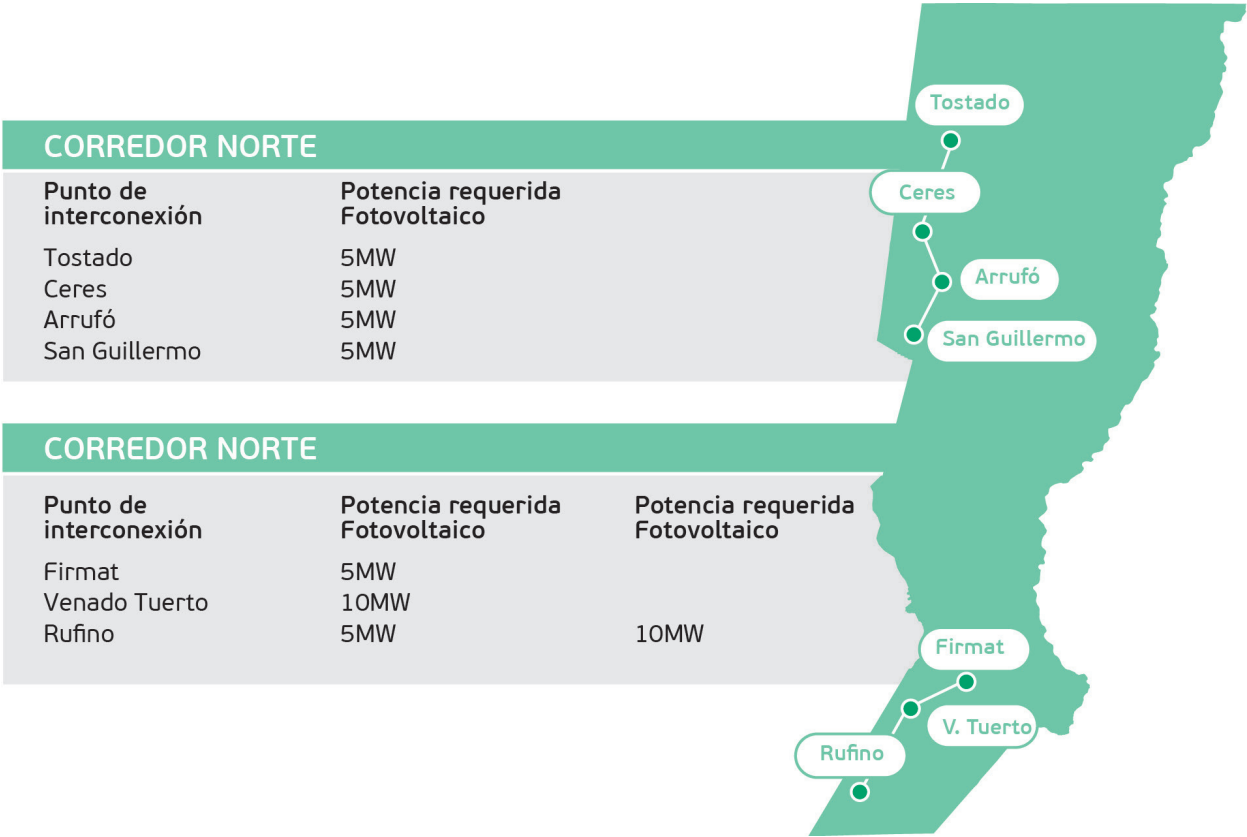 CORREDOR NORTE
Punto de interconexión
Potencia requerida Fotovoltaico
Tostado 5MW
Ceres 5MW
Arrufó 5MW
San Guillermo 5MW
CORREDOR NORTE
Punto de interconexión
Potencia requerida Fotovoltaico
Potencia requerida Fotovoltaico
Firmat 5MW
Venado Tuerto 10MW
Rufino 5MW 10MW
Tostado
Ceres
Arrufó
San Guillermo
Firmat
V. Tuerto
Rufino